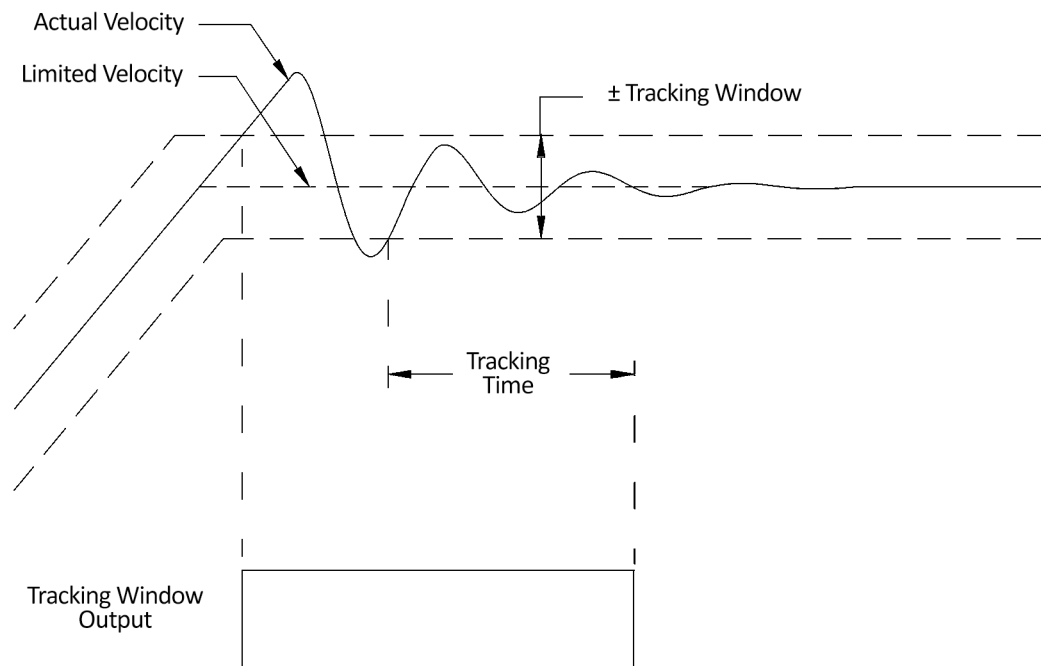 Actual Velocity
Limited Velocity
± Tracking Window
Tracking
Time
Tracking Window
Output